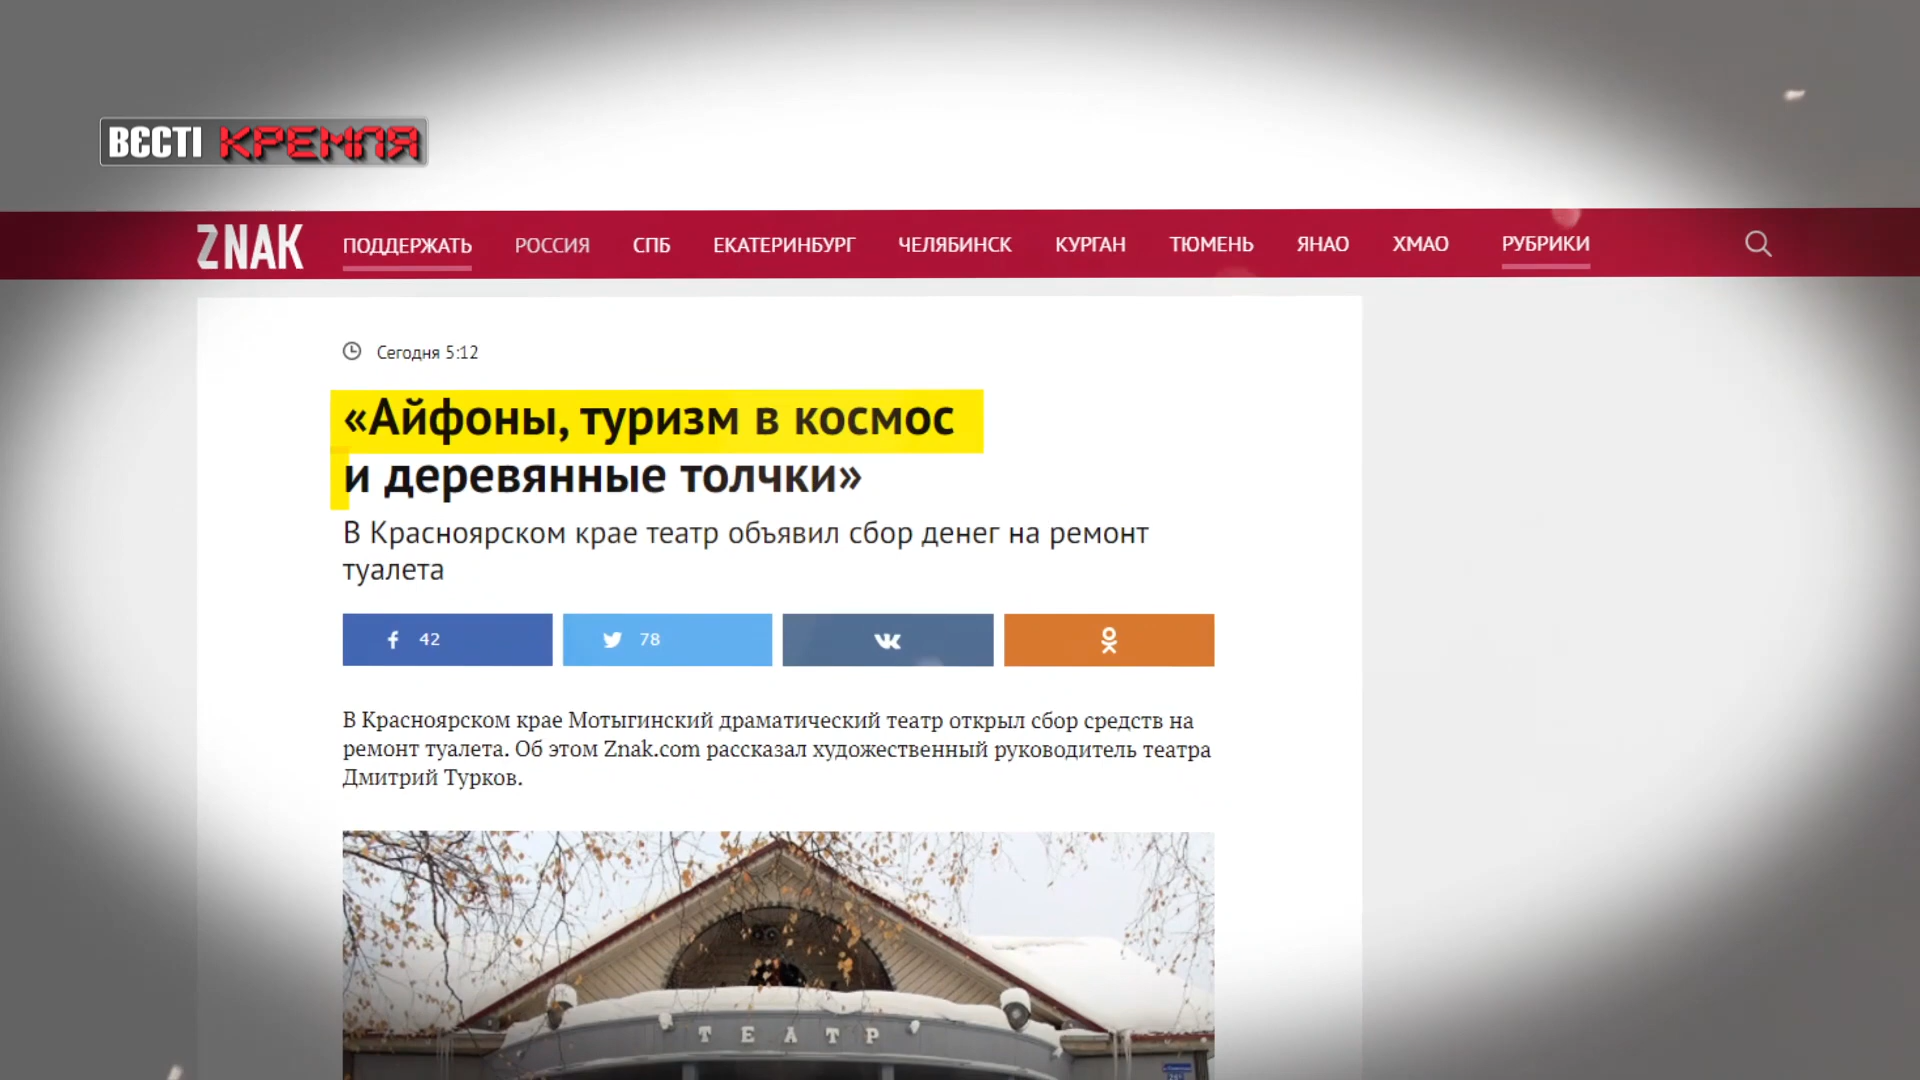 ВЄСТІ КРЕМЛЯ
ZNAK ПОДДЕРЖАТЬ РОССИЯ СПБ ЕКАТЕРИНБУРГ ЧЕЛЯБИНСК КУРГАН ТЮМЕНЬ ЯНАО ХМАО РУБРИКИ
Сегодня 5:12
«Айфоны, туризм в космос
и деревянные толчки»
В Красноярском крае театр объявил сбор денег на ремонт
туалета
42 78
В Красноярском крае Мотыгинский драматический театр открыл сбор средств на
ремонт туалета. Об этом Znak.com рассказал художественный руководитель театра
Дмитрий Турков.
ТЕАТР